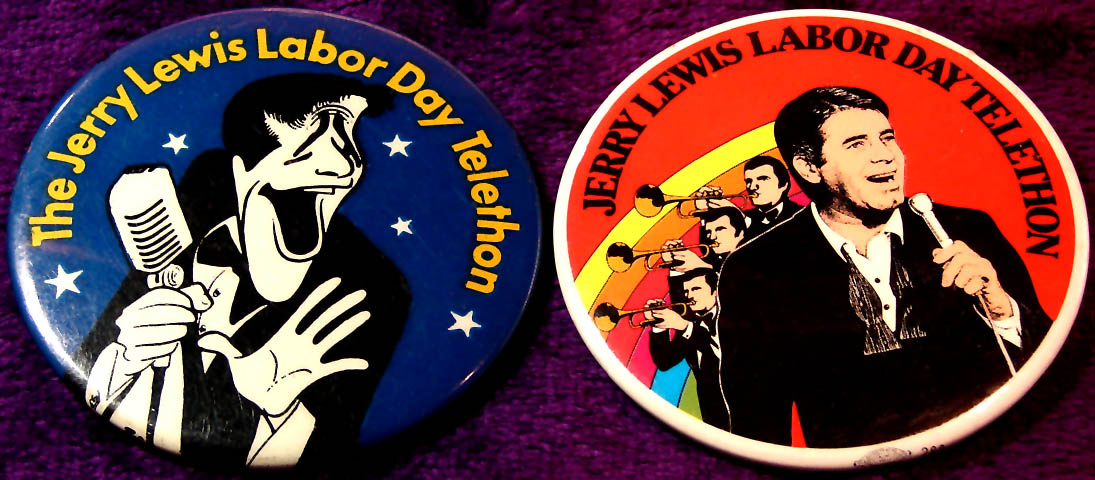 The Jerry Lewis Labor Day Telethon
JERRY LEWIS LABOR DAY TELETHON